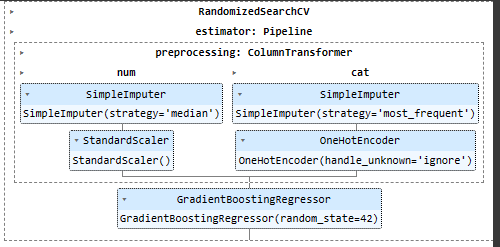 RandomizedSearchCV
estimator: Pipeline
preprocessing: ColumnTransformer
num
cat
SimpleImputer
SimpleImputer
SimpleImputer(strategy='median')
SimpleImputer(strategy='most_frequent')
StandardScaler
OneHotEncoder
StandardScaler()
OneHotEncoder(handle_unknown='ignore')
GradientBoostingRegressor
GradientBoostingRegressor(random_state=42)